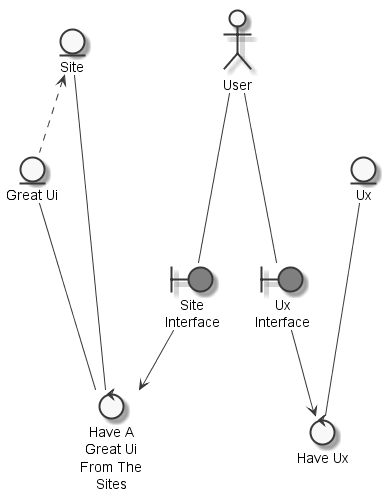 Site
User
Great Ui
Ux
Site
Interface
Ux
Interface
Have A
Great Ui
From The
Sites
Have Ux